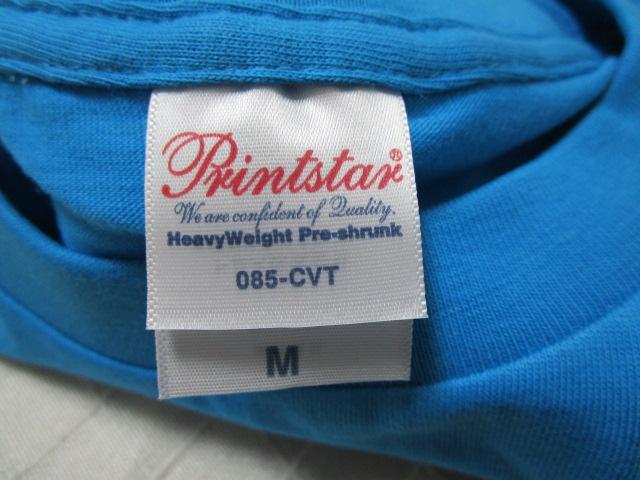 Printstar®
We are confident of Quality.
HeavyWeight Pre-shrunk
085-CVT
M